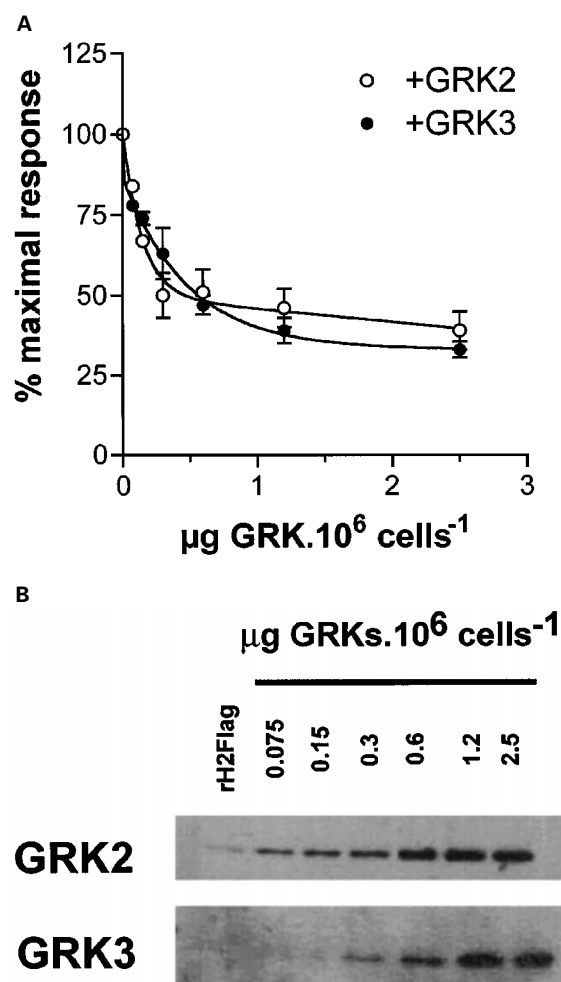 A
125
100
75
50
25
0
% maximal response
+GRK2
+GRK3
0 1 2 3
µg GRK.10⁶ cells⁻¹
B
µg GRKs.10⁶ cells⁻¹
rH2Flag 0.075 0.15 0.3 0.6 1.2 2.5
GRK2
GRK3